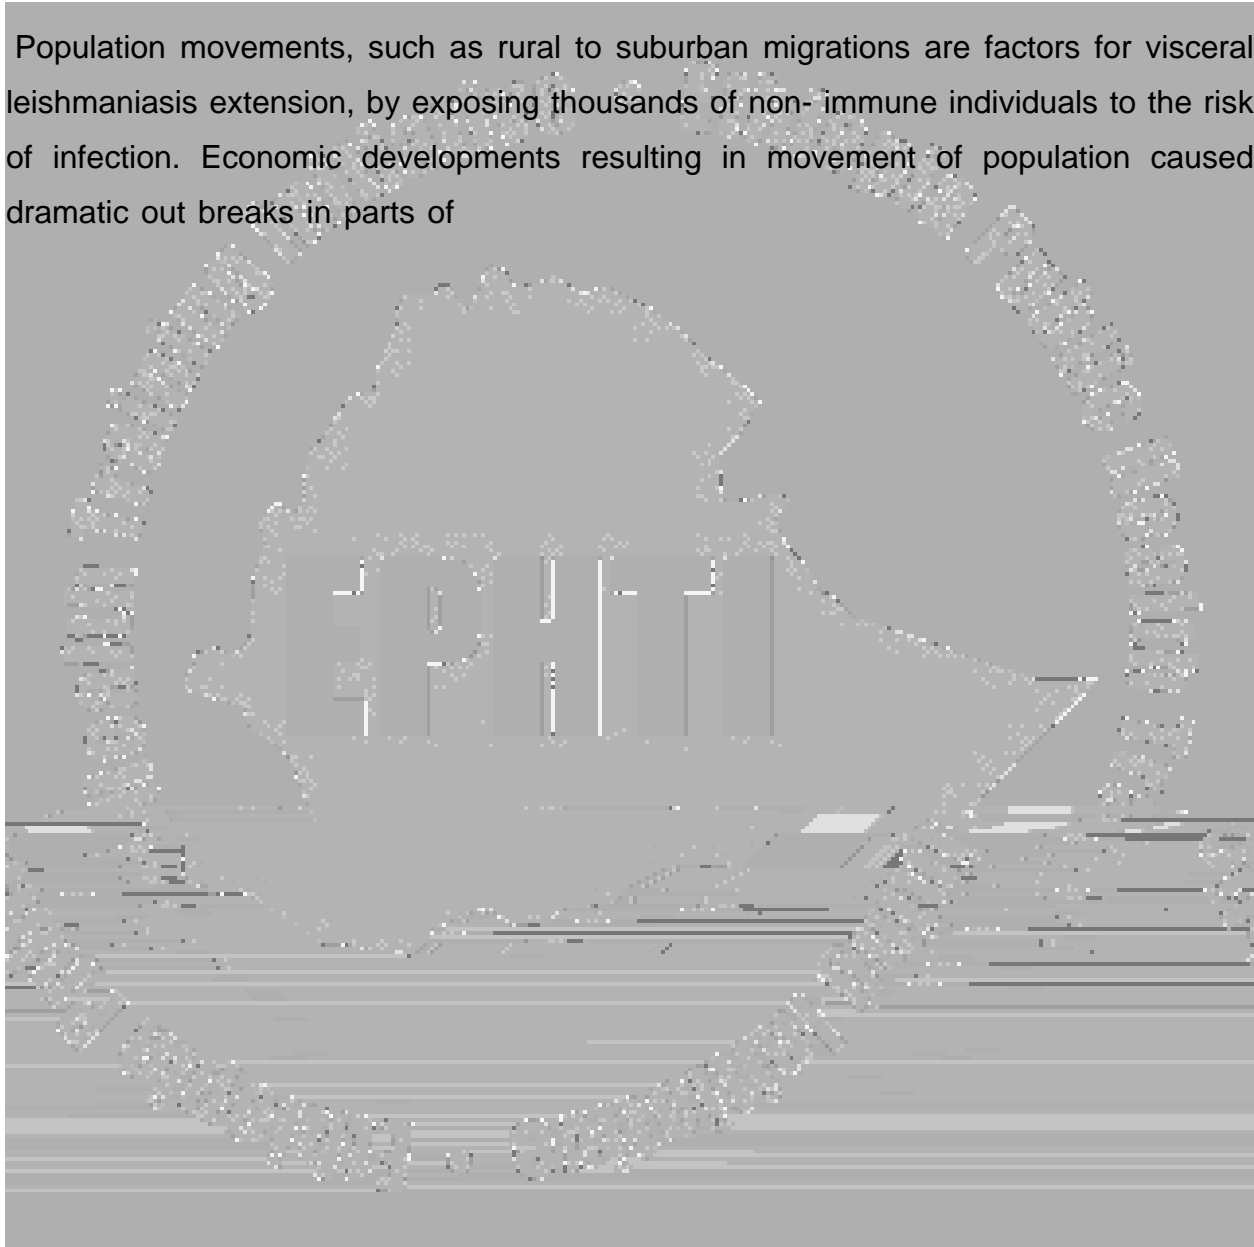 Population movements, such as rural to suburban migrations are factors for visceral
leishmaniasis extension, by exposing thousands of non- immune individuals to the risk
of infection. Economic developments resulting in movement of population caused
dramatic out breaks in parts of
EPHTI